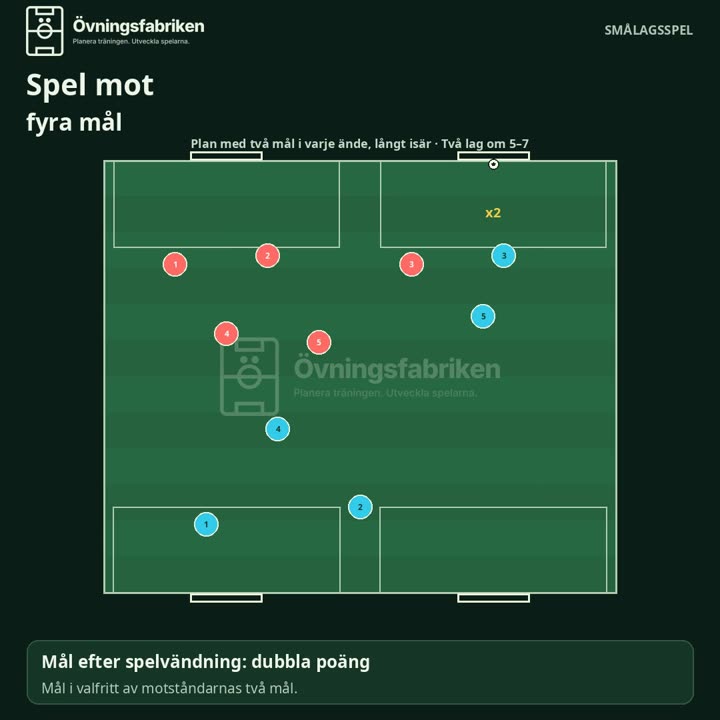 Övningsfabriken
Planera träningen. Utveckla spelarna.
SMÅLAGSSPEL
Spel mot
fyra mål
Plan med två mål i varje ände, långt isär · Två lag om 5–7
x2
1
2
3
3
5
4
5
Övningsfabriken
Planera träningen. Utveckla spelarna.
4
2
1
Mål efter spelvändning: dubbla poäng
Mål i valfritt av motståndarnas två mål.